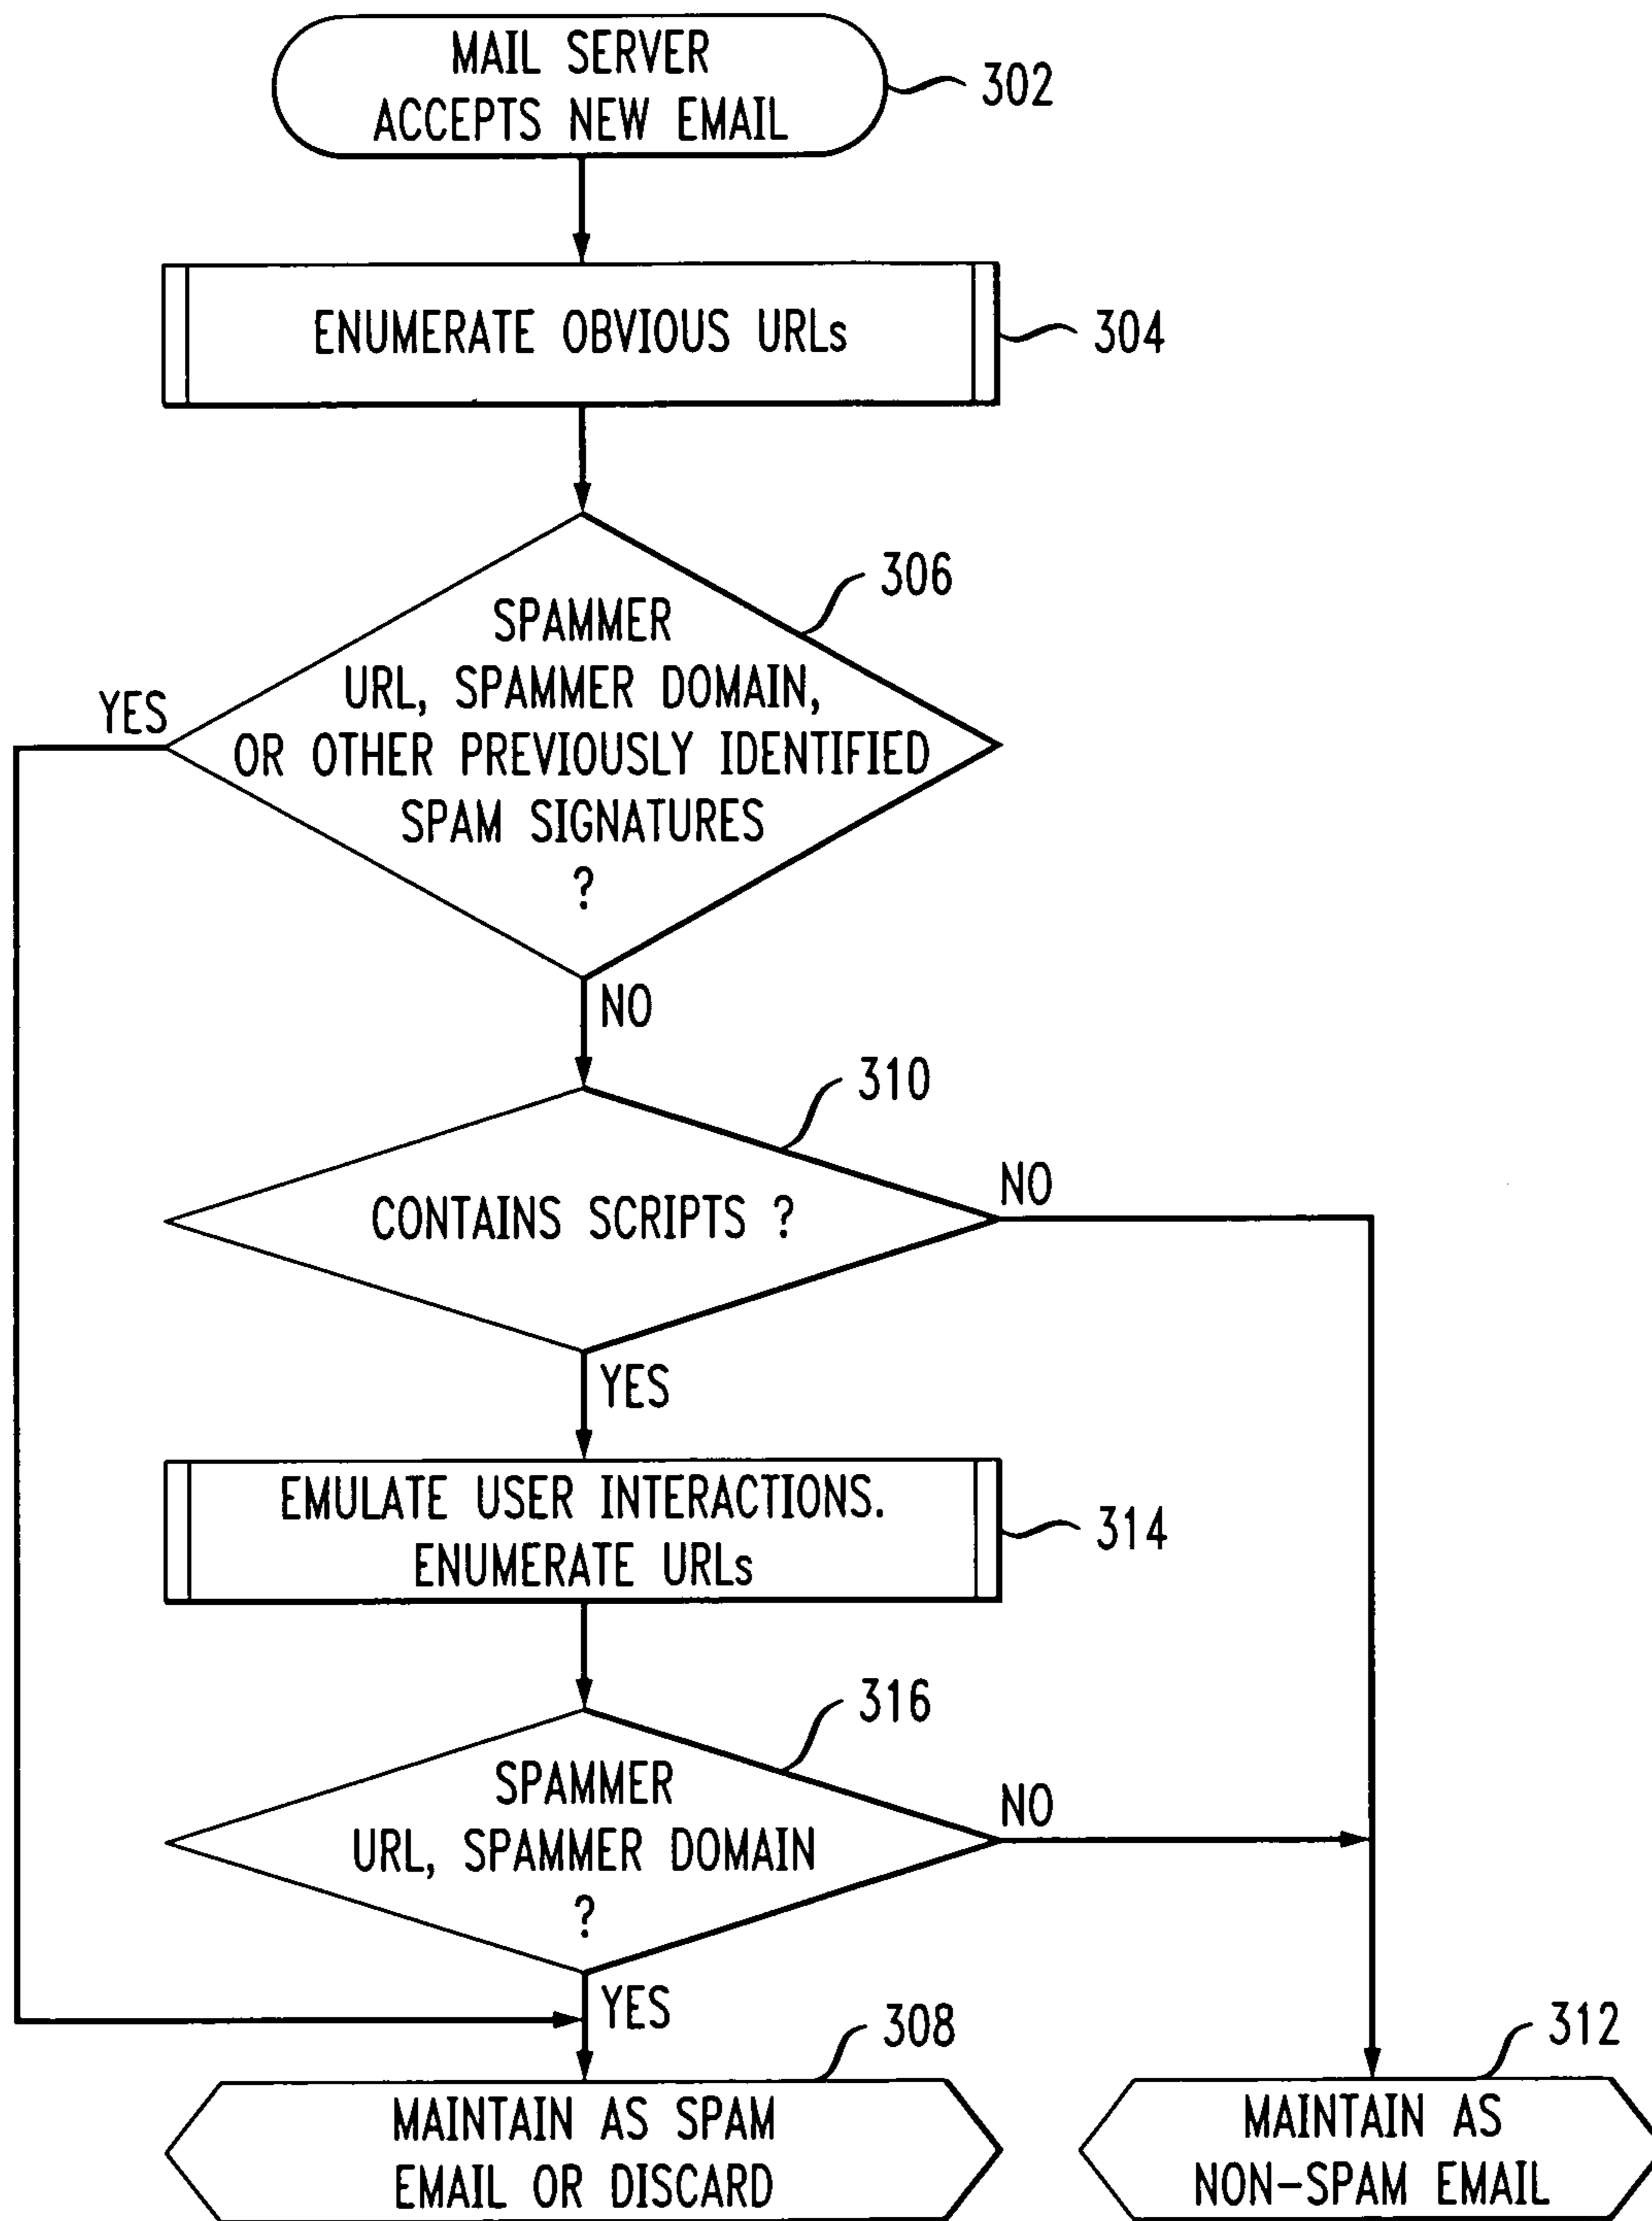 MAIL SERVER
ACCEPTS NEW EMAIL
302
ENUMERATE OBVIOUS URLs
304
306
SPAMMER
URL, SPAMMER DOMAIN,
OR OTHER PREVIOUSLY IDENTIFIED
SPAM SIGNATURES
?
YES
NO
310
CONTAINS SCRIPTS ?
NO
YES
EMULATE USER INTERACTIONS.
ENUMERATE URLs
314
316
SPAMMER
URL, SPAMMER DOMAIN
?
NO
YES
308
MAINTAIN AS SPAM
EMAIL OR DISCARD
312
MAINTAIN AS
NON-SPAM EMAIL